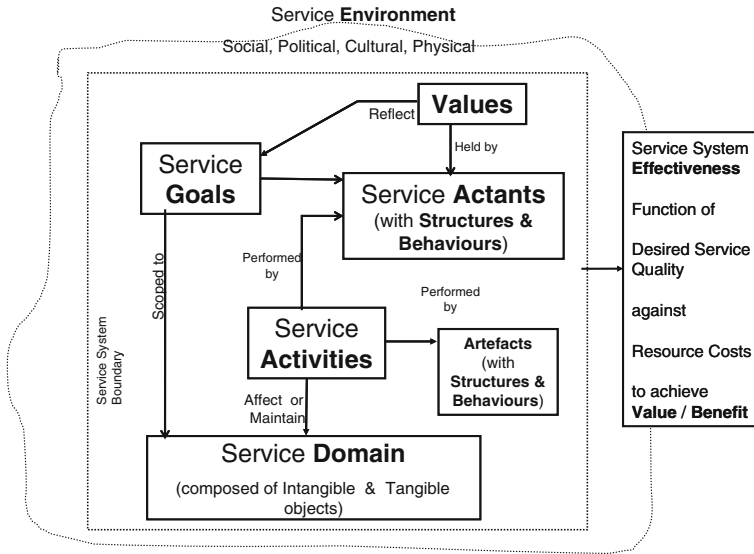 Service Environment
Social, Political, Cultural, Physical
Values
Reflect
Held by
Service
Goals
Service Actants
(with Structures &
Behaviours)
Scoped to
Performed
by
Performed
by
Service
Activities
Artefacts
(with
Structures &
Behaviours)
Service System
Boundary
Affect or
Maintain
Service Domain
(composed of Intangible & Tangible
objects)
Service System
Effectiveness
Function of
Desired Service
Quality
against
Resource Costs
to achieve
Value / Benefit